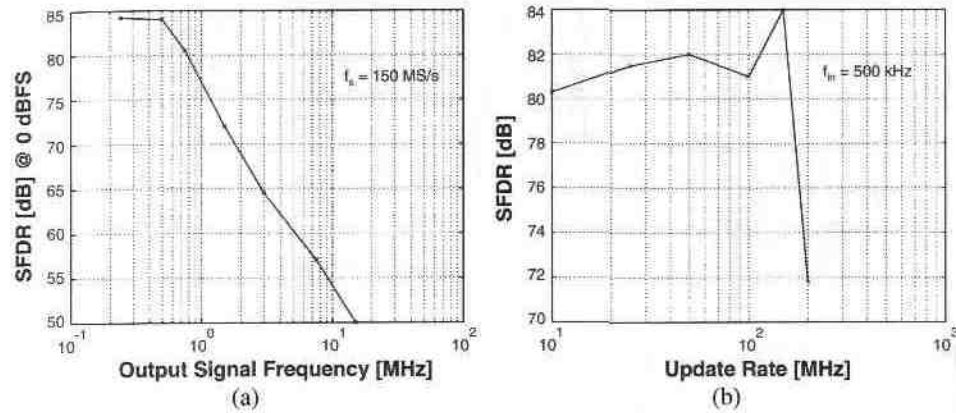 85
80
75
70
65
60
55
50
SFDR [dB] @ 0 dBFS
fs = 150 MS/s
10^-1
10^0
10^1
10^2
Output Signal Frequency [MHz]
(a)
84
82
80
78
76
74
72
70
SFDR [dB]
fin = 500 kHz
10^1
10^2
10^3
Update Rate [MHz]
(b)